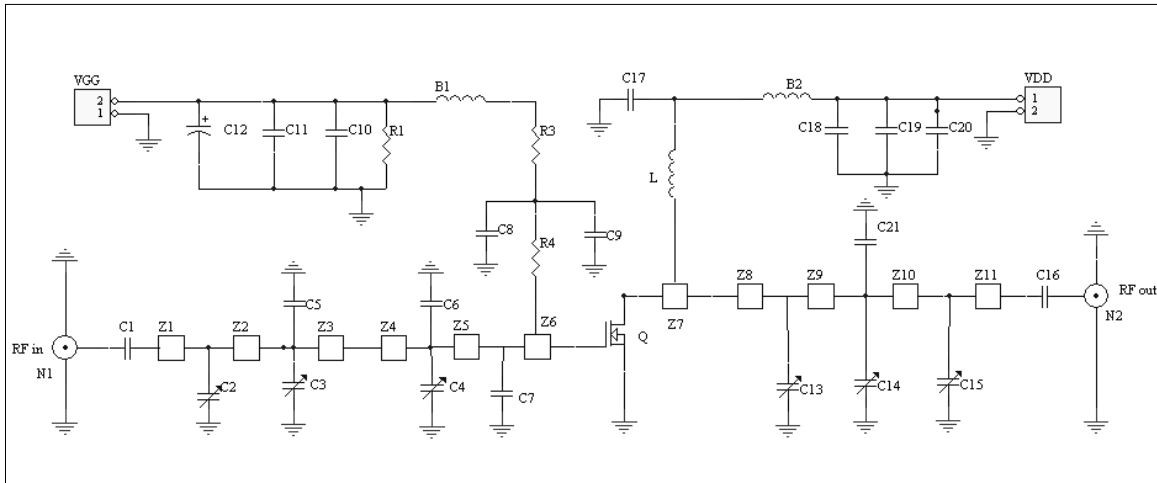 VGG
2
1
C12
C11
C10
R1
B1
R3
C8
R4
C9
C17
B2
VDD
1
2
C18
C19
C20
L
C21
C5
C6
Z8
Z9
Z10
Z11
C16
RF out
N2
C1
Z1
Z2
Z3
Z4
Z5
Z6
Z7
Q
RF in
N1
C2
C3
C4
C7
C13
C14
C15